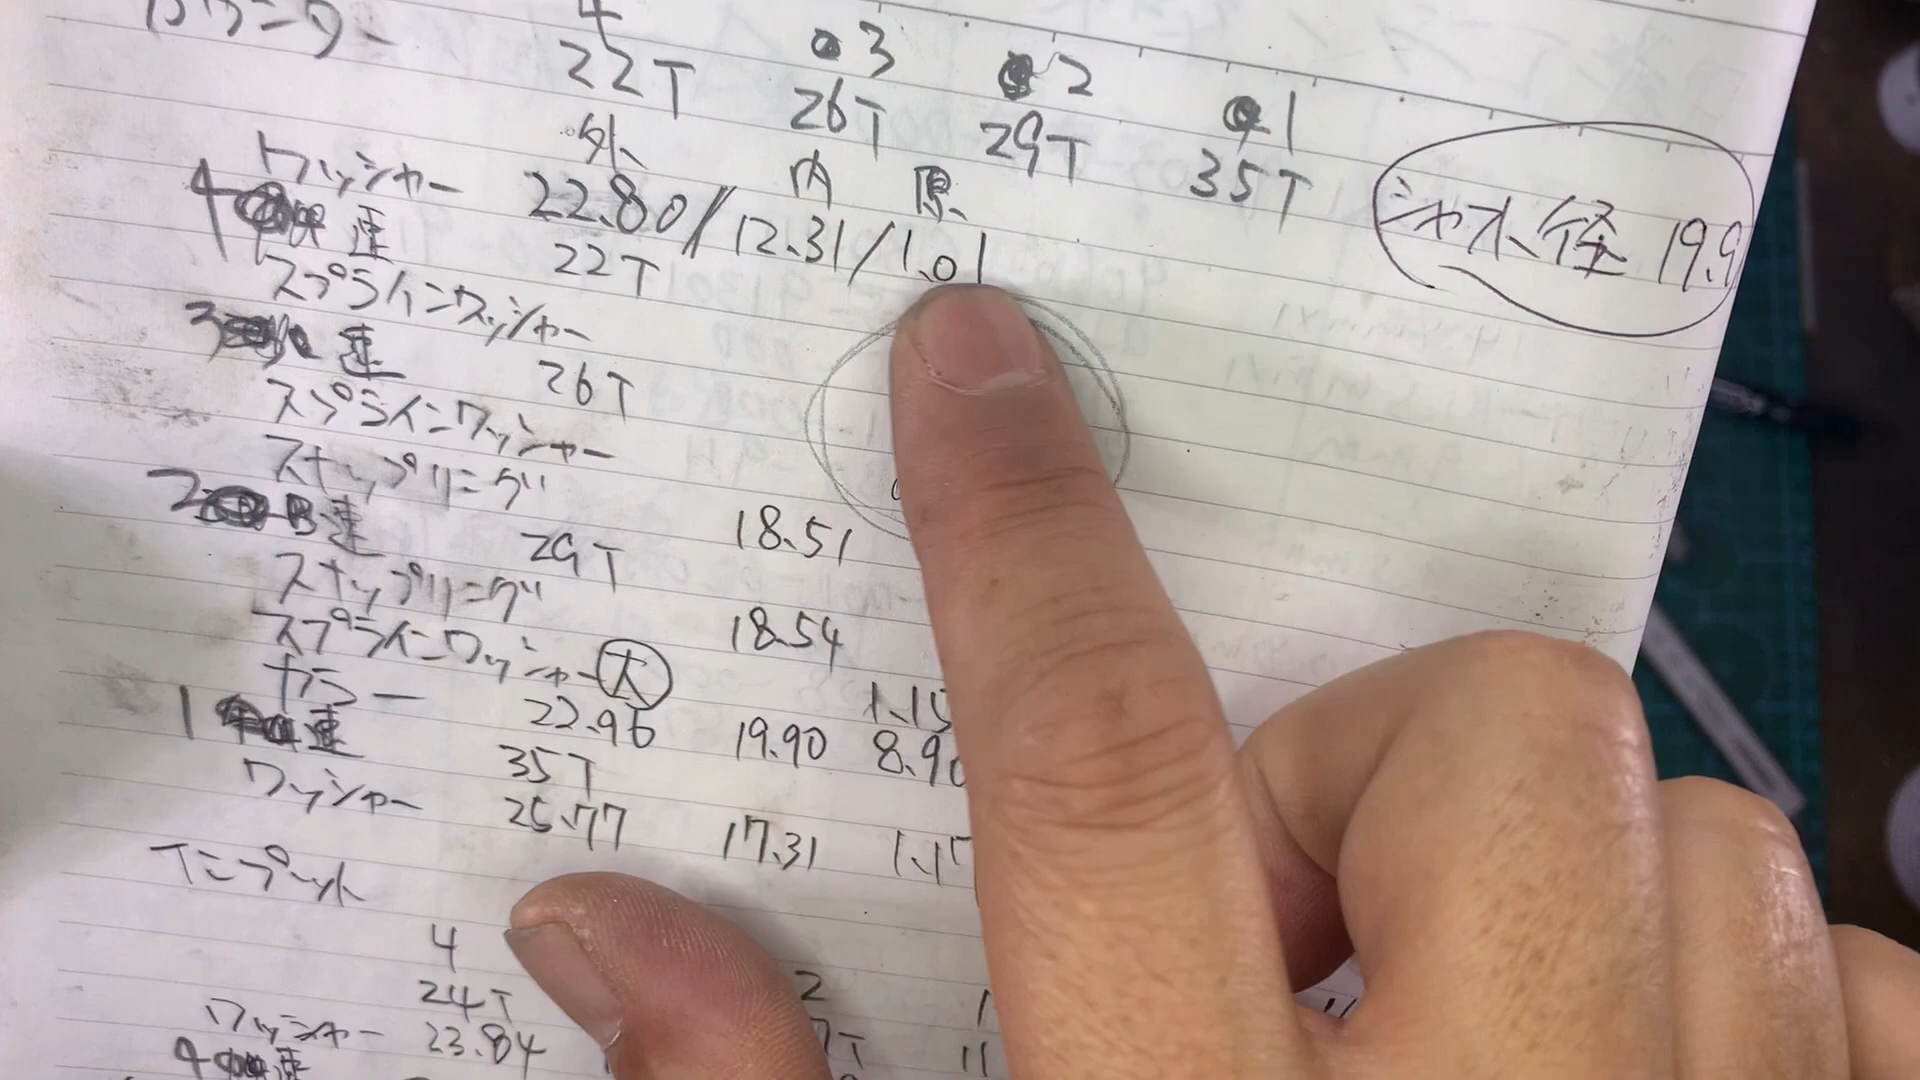 カウンター
4 3 2 1
22T 26T 29T 35T
外 内 厚
ワッシャー 22.80/12.31/1.01
シャフト径 19.9
4 速 22T
スプラインワッシャー
3 速 26T
スプラインワッシャー
スナップリング 18.51
2 速 29T
スナップリング 18.54
スプラインワッシャー 大 1.15
カラー 22.96 19.90 8.90
1 速 35T
ワッシャー 25.77 17.31 1.15
インプット
4 2 1
24T 7T 11
ワッシャー 23.84
4 速